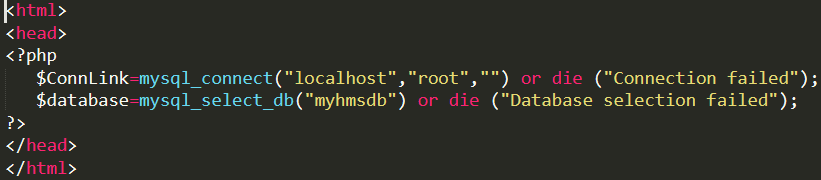 <html>
<head>
<?php
$ConnLink=mysql_connect("localhost","root","") or die ("Connection failed");
$database=mysql_select_db("myhmsdb") or die ("Database selection failed");
?>
</head>
</html>